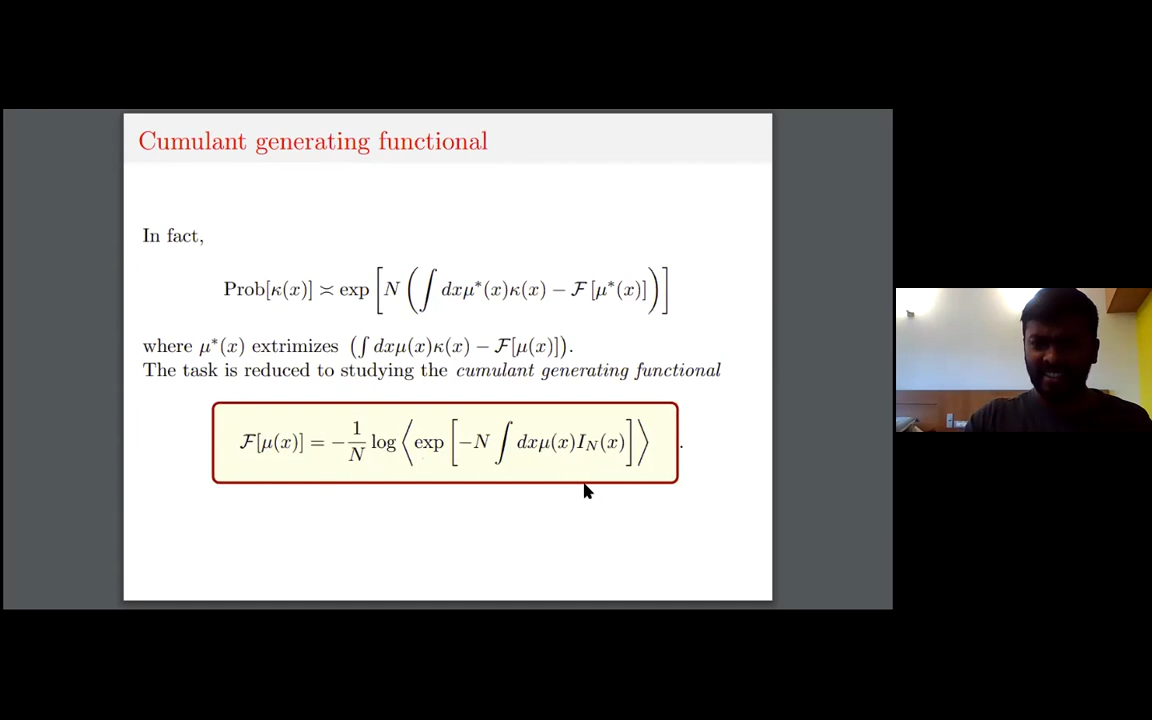 Cumulant generating functional
In fact,
Prob[κ(x)] ≍ exp [N (∫ dxμ*(x)κ(x) − ℱ [μ*(x)])]
where μ*(x) extrimizes (∫ dxμ(x)κ(x) − ℱ[μ(x)]).
The task is reduced to studying the cumulant generating functional
ℱ[μ(x)] = −1/N log ⟨exp [−N ∫ dxμ(x)I_N(x)]⟩ .